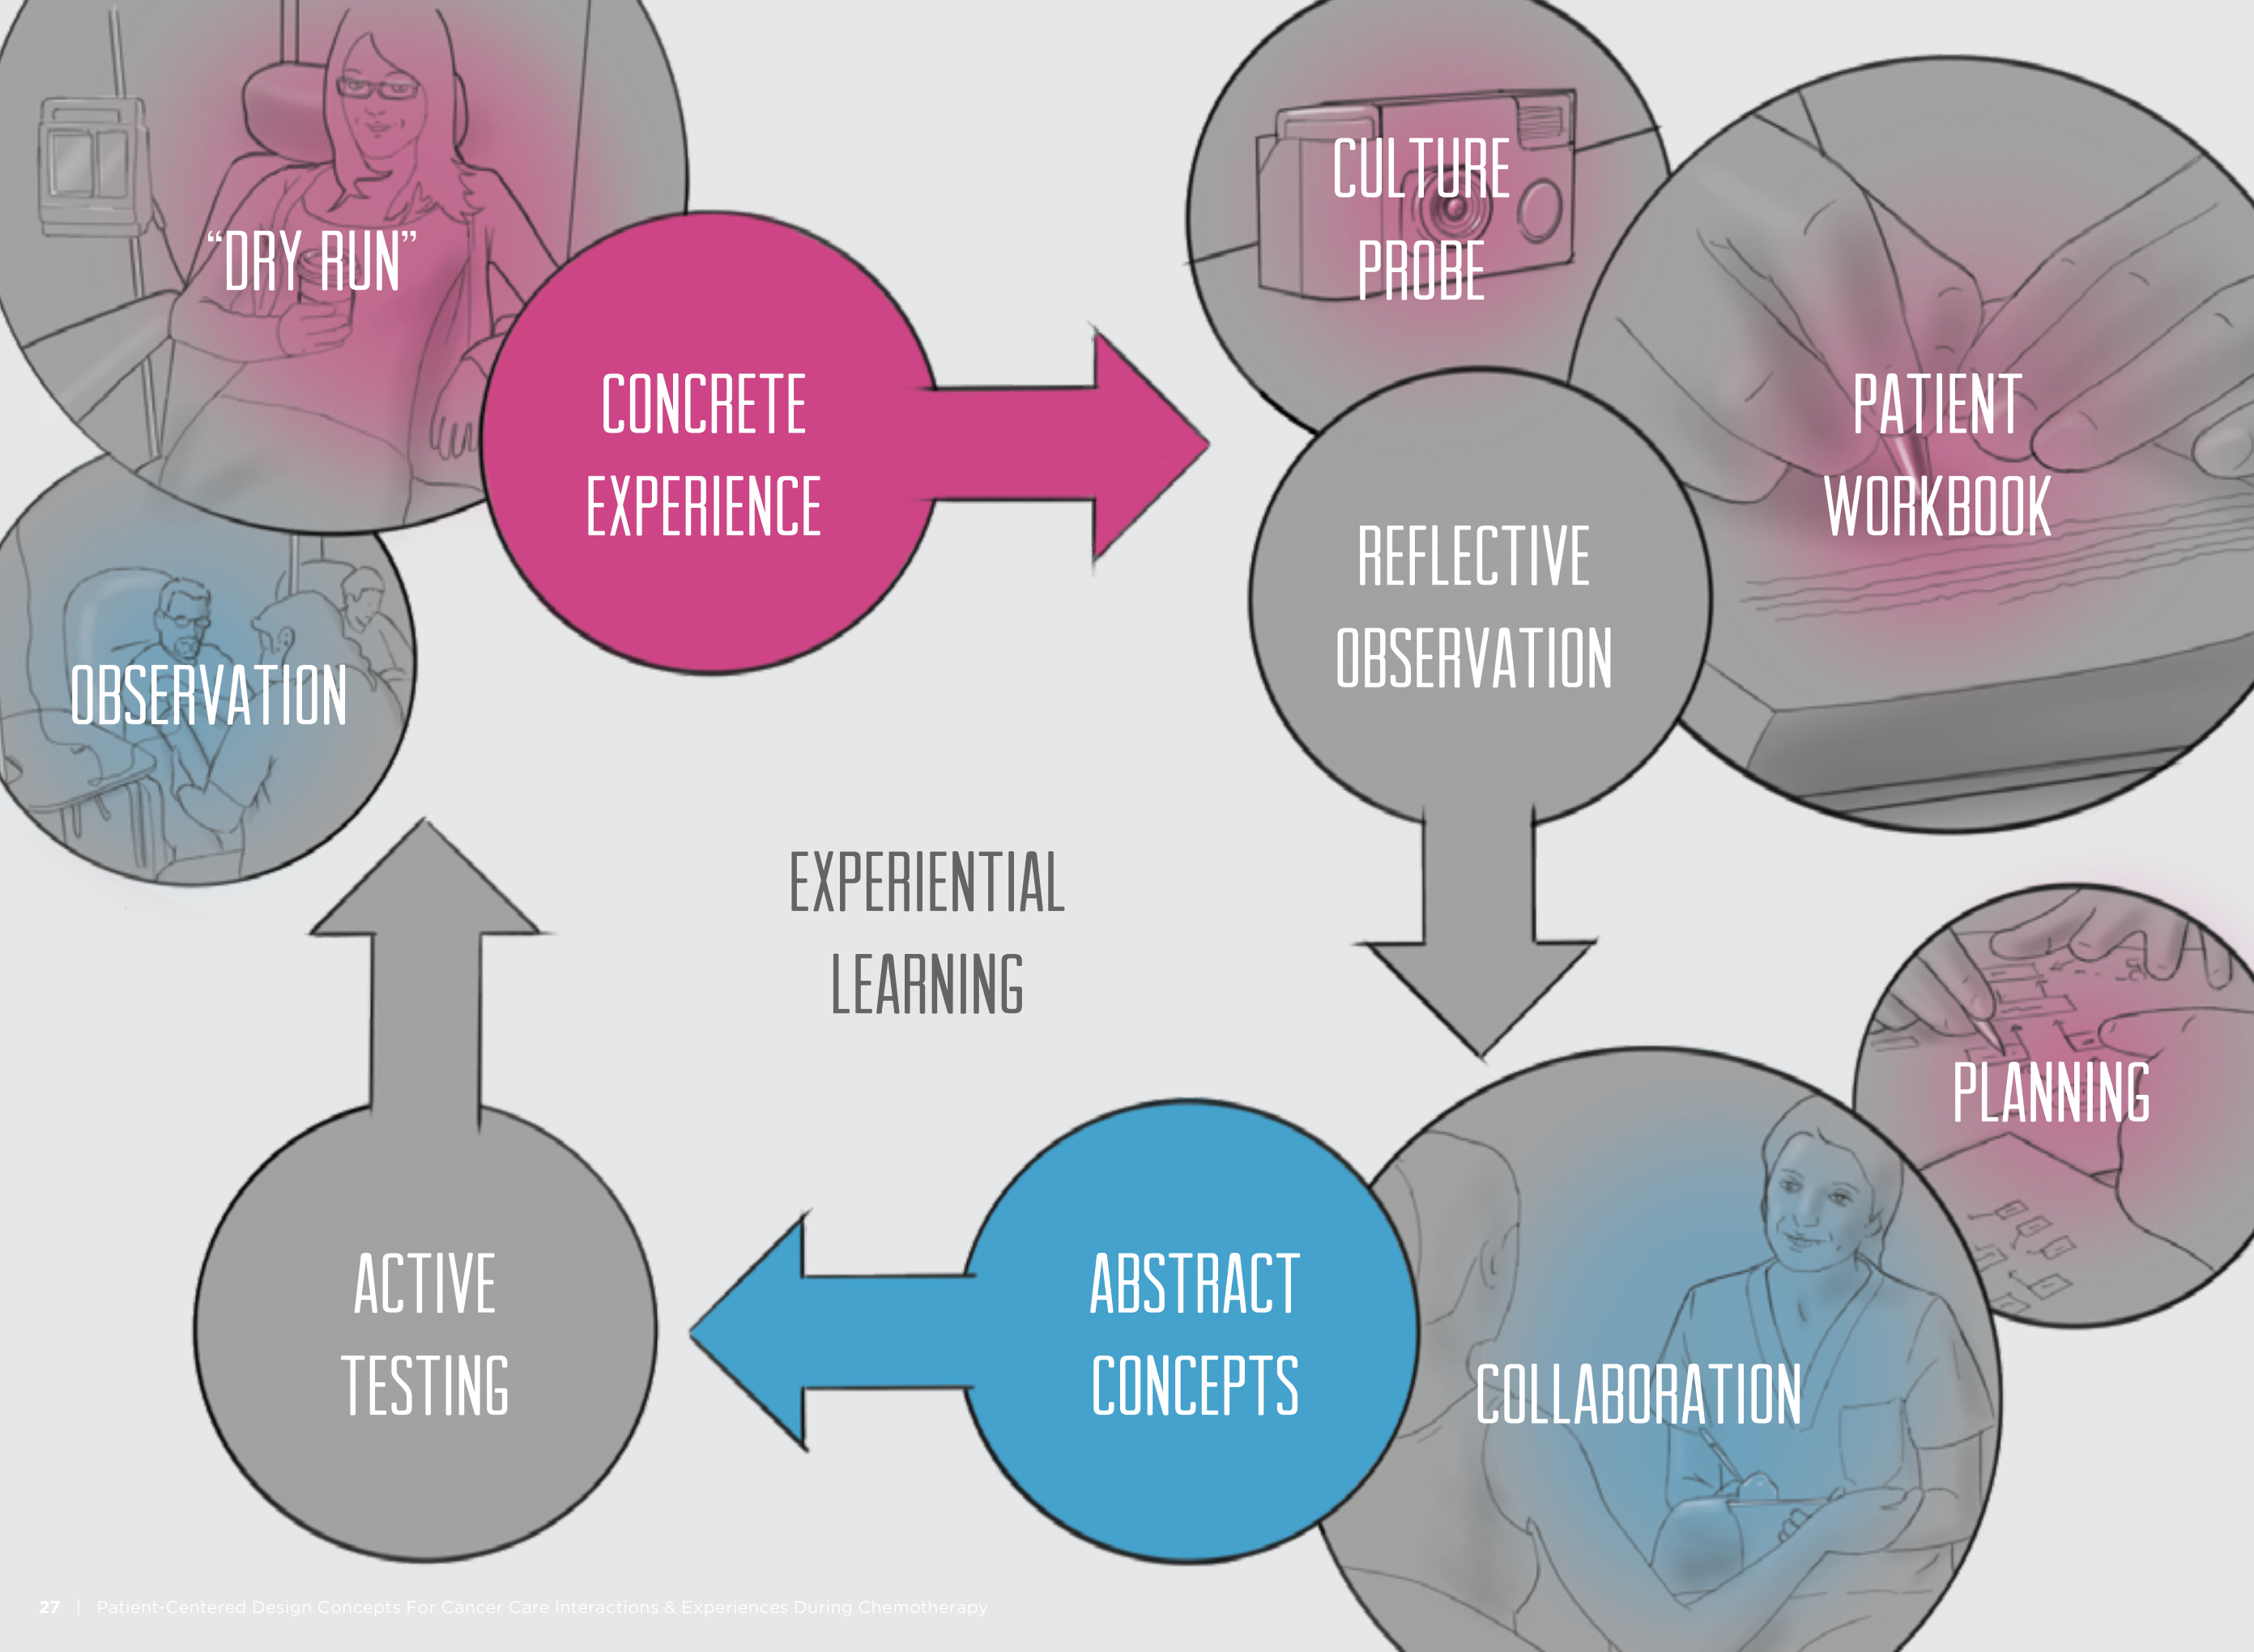 “DRY RUN”
CONCRETE
EXPERIENCE
OBSERVATION
CULTURE
PROBE
PATIENT
WORKBOOK
REFLECTIVE
OBSERVATION
EXPERIENTIAL
LEARNING
PLANNING
COLLABORATION
ABSTRACT
CONCEPTS
ACTIVE
TESTING
27 | Patient-Centered Design Concepts For Cancer Care Interactions & Experiences During Chemotherapy